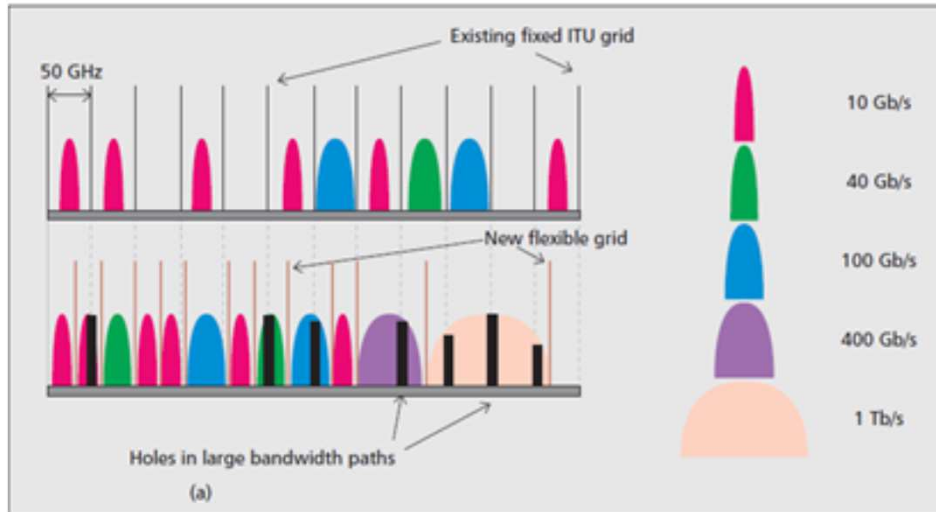 Existing fixed ITU grid
50 GHz
10 Gb/s
40 Gb/s
New flexible grid
100 Gb/s
400 Gb/s
1 Tb/s
Holes in large bandwidth paths
(a)